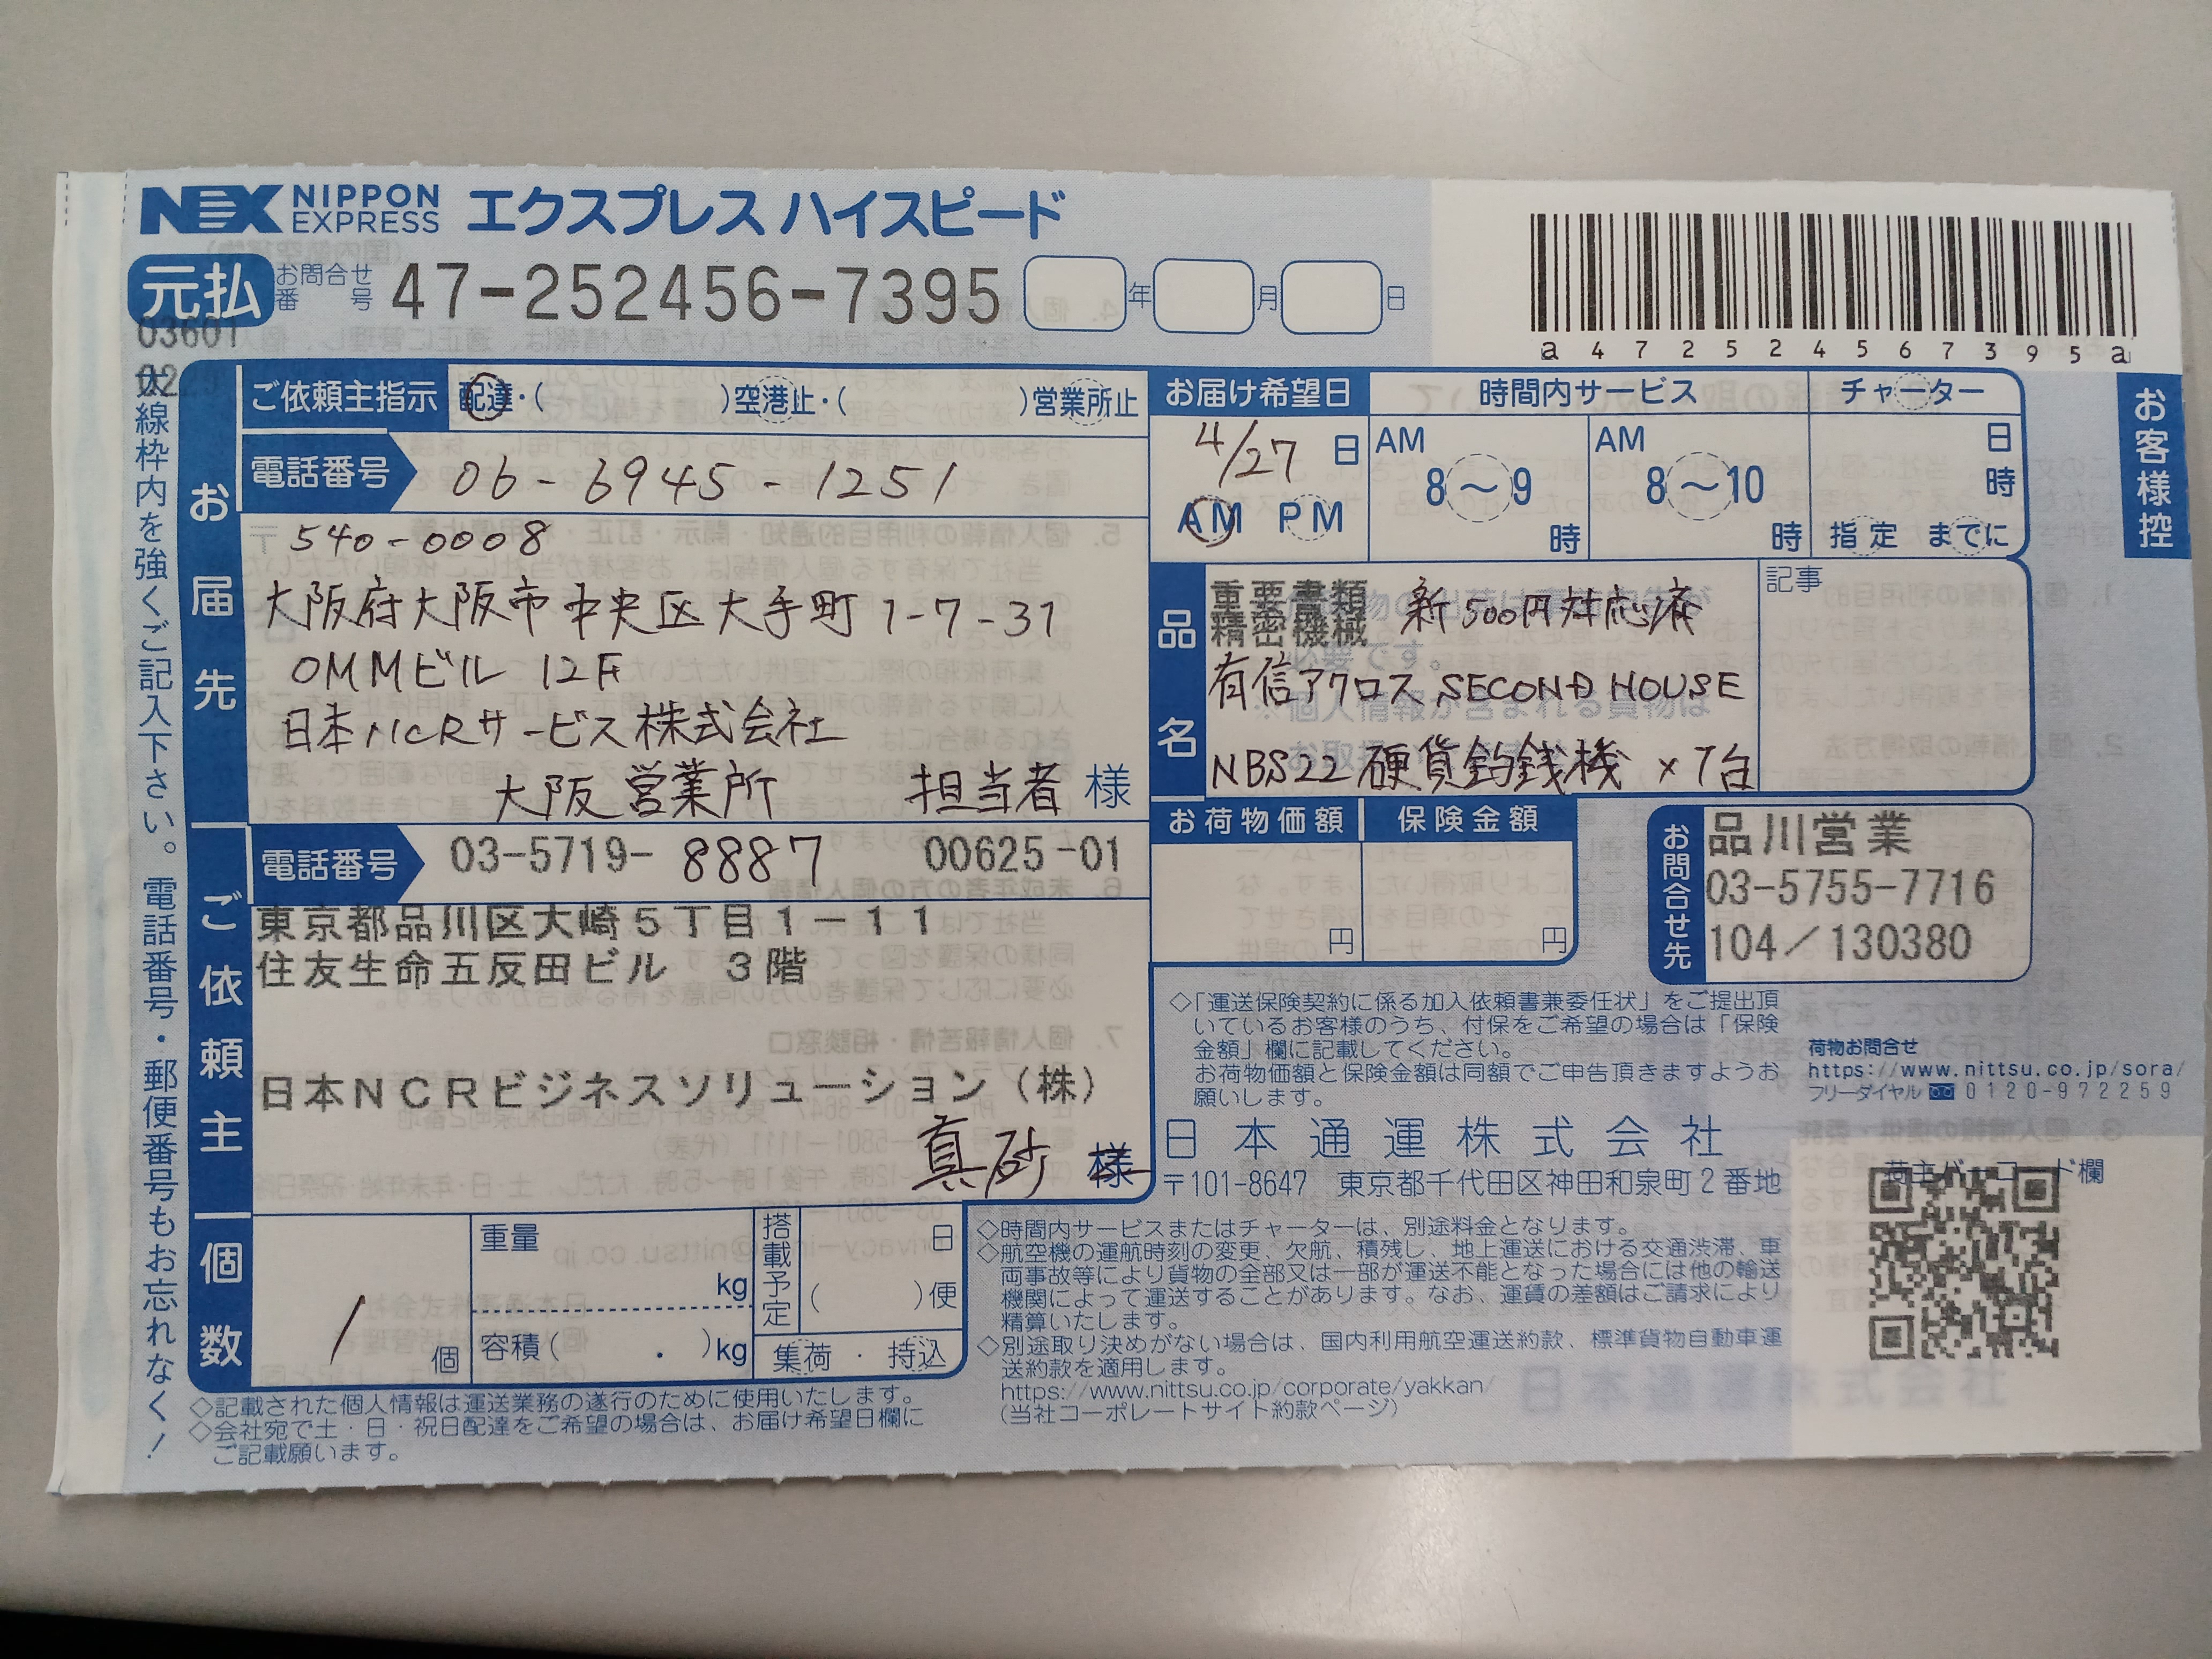 NX NIPPON EXPRESS エクスプレスハイスピード
元払 お問合せ番号 47-252456-7395 年 月 日
a472524567395a
太線枠内を強くご記入下さい。電話番号・郵便番号もお忘れなく！
お届先
ご依頼主指示 配達・( )空港止・( )営業所止
電話番号 06-6945-1251
〒540-0008
大阪府大阪市中央区大手町1-7-31
OMMビル 12F
日本NCRサービス株式会社
大阪営業所 担当者 様
ご依頼主
電話番号 03-5719-8887 00625-01
東京都品川区大崎5丁目1-11
住友生命五反田ビル 3階
日本NCRビジネスソリューション(株)
様
個数 / 個
重量 kg
容積( . )kg
搭載予定 日 ( )便
集荷・持込
◇記載された個人情報は運送業務の遂行のために使用いたします。
◇会社宛で土・日・祝日配達をご希望の場合は、お届け希望日欄にご記載願います。
お届け希望日 4/27日 AM PM
時間内サービス AM 8〜9時 AM 8〜10時
チャーター 日 時 指定 までに
品名
重要書類
精密機械
新500円対応済
有信アクロス SECOND HOUSE
NBS22硬貨釣銭機 ×1台
記事
お荷物価額 円
保険金額 円
◇「運送保険契約に係る加入依頼書兼委任状」をご提出頂
いているお客様のうち、付保をご希望の場合は「保険
金額」欄に記載してください。
お荷物価額と保険金額は同額でご申告頂きますようお
願いします。
お問合せ先
品川営業
03-5755-7716
104/130380
日本通運株式会社
〒101-8647 東京都千代田区神田和泉町2番地
◇時間内サービスまたはチャーターは、別途料金となります。
◇航空機の運航時刻の変更、欠航、積残し、地上運送における交通渋滞、車
両事故等により貨物の全部又は一部が運送不能となった場合には他の輸送
機関によって運送することがあります。なお、運賃の差額はご請求により
精算いたします。
◇別途取り決めがない場合は、国内利用航空運送約款、標準貨物自動車運
送約款を適用します。
https://www.nittsu.co.jp/corporate/yakkan/
(当社コーポレートサイト約款ページ)
荷物お問合せ
https://www.nittsu.co.jp/sora/
フリーダイヤル 0120-972259
お客様控